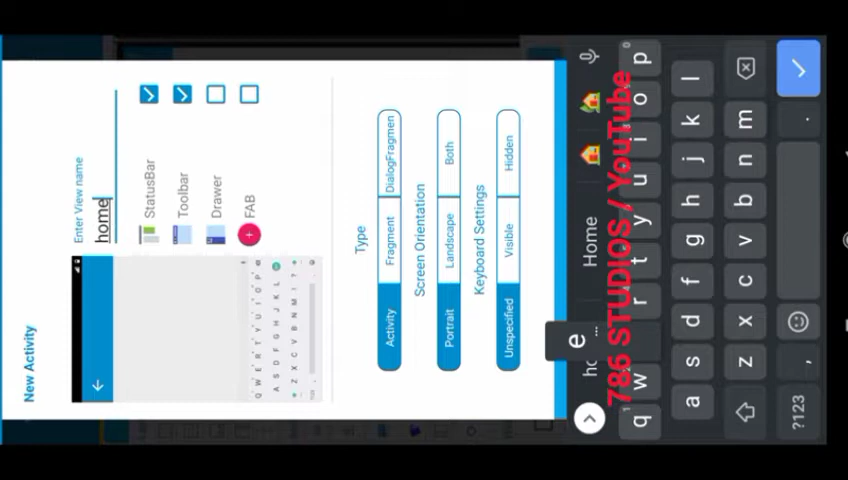 New Activity
Enter View name
home
StatusBar
Toolbar
Drawer
FAB
Type
Activity Fragment DialogFragmen
Screen Orientation
Portrait Landscape Both
Keyboard Settings
Unspecified Visible Hidden
Home
e
786 STUDIOS / YouTube
q w r t y u i o p
a s d f g h j k l
z x c v b n m
?123 , .
Q W E R T Y U I O P
A S D F G H J K L
Z X C V B N M ! ?